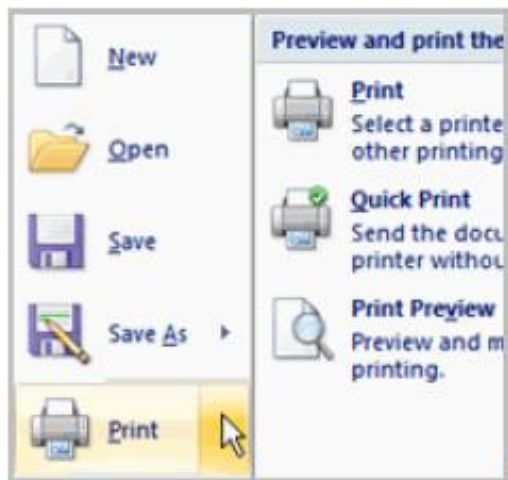 New
Open
Save
Save As
Print
Preview and print the
Print
Select a printe
other printing
Quick Print
Send the docu
printer withou
Print Preview
Preview and m
printing.